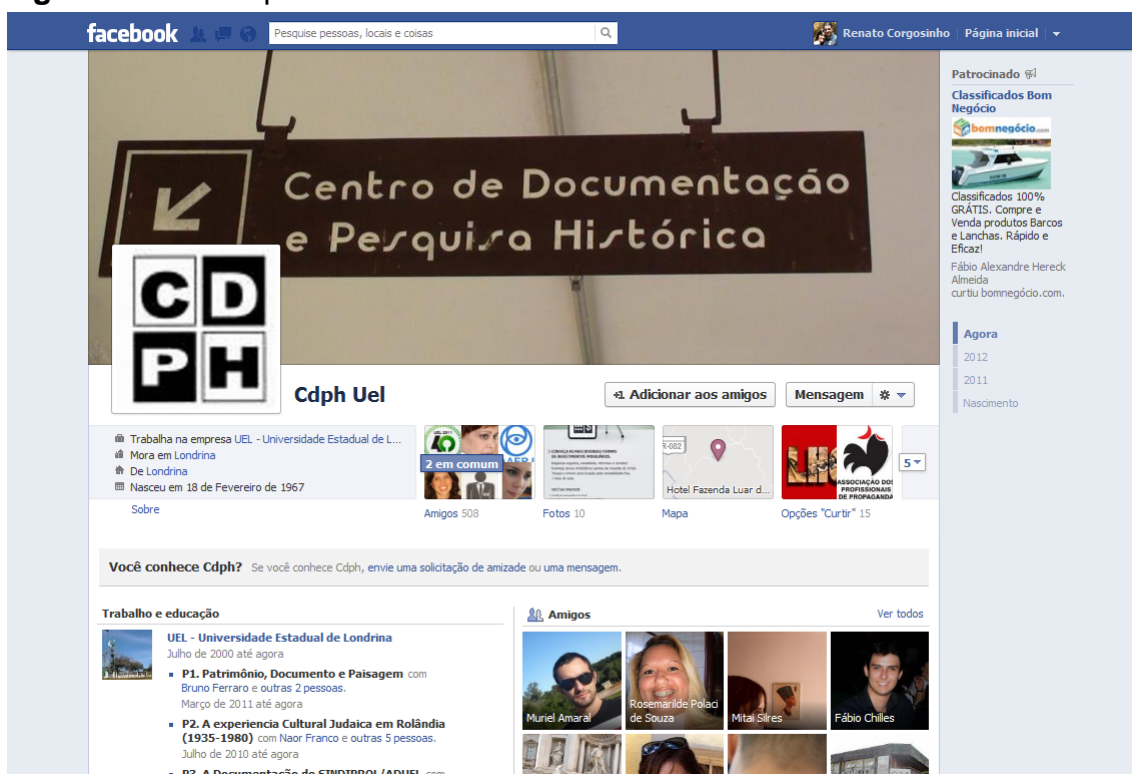 facebook
Pesquise pessoas, locais e coisas
Renato Corgosinho
Página inicial
Centro de Documentação
e Pesquisa Histórica
CD
PH
Cdph Uel
+1 Adicionar aos amigos
Mensagem
Trabalha na empresa UEL - Universidade Estadual de L...
Mora em Londrina
De Londrina
Nasceu em 18 de Fevereiro de 1967
Sobre
2 em comum
Amigos 508
Fotos 10
Hotel Fazenda Luar d...
Mapa
ASSOCIAÇÃO DOS
PROFISSIONAIS
DE PROPAGANDA
Opções "Curtir" 15
5
Patrocinado
Classificados Bom
Negócio
bomnegócio.com
Classificados 100%
GRÁTIS. Compre e
Venda produtos Barcos
e Lanchas. Rápido e
Eficaz!
Fábio Alexandre Hereck
Almeida
curtiu bomnegócio.com.
Agora
2012
2011
Nascimento
Você conhece Cdph? Se você conhece Cdph, envie uma solicitação de amizade ou uma mensagem.
Trabalho e educação
UEL - Universidade Estadual de Londrina
Julho de 2000 até agora
P1. Patrimônio, Documento e Paisagem com
Bruno Ferraro e outras 2 pessoas.
Março de 2011 até agora
P2. A experiencia Cultural Judaica em Rolândia
(1935-1980) com Naor Franco e outras 5 pessoas.
Julho de 2010 até agora
P3. A Documentação do SINDIPROL/ADUEL com
Amigos
Ver todos
Muriel Amaral
Rosemarilde Polaci
de Souza
Mitai Silres
Fábio Chilles